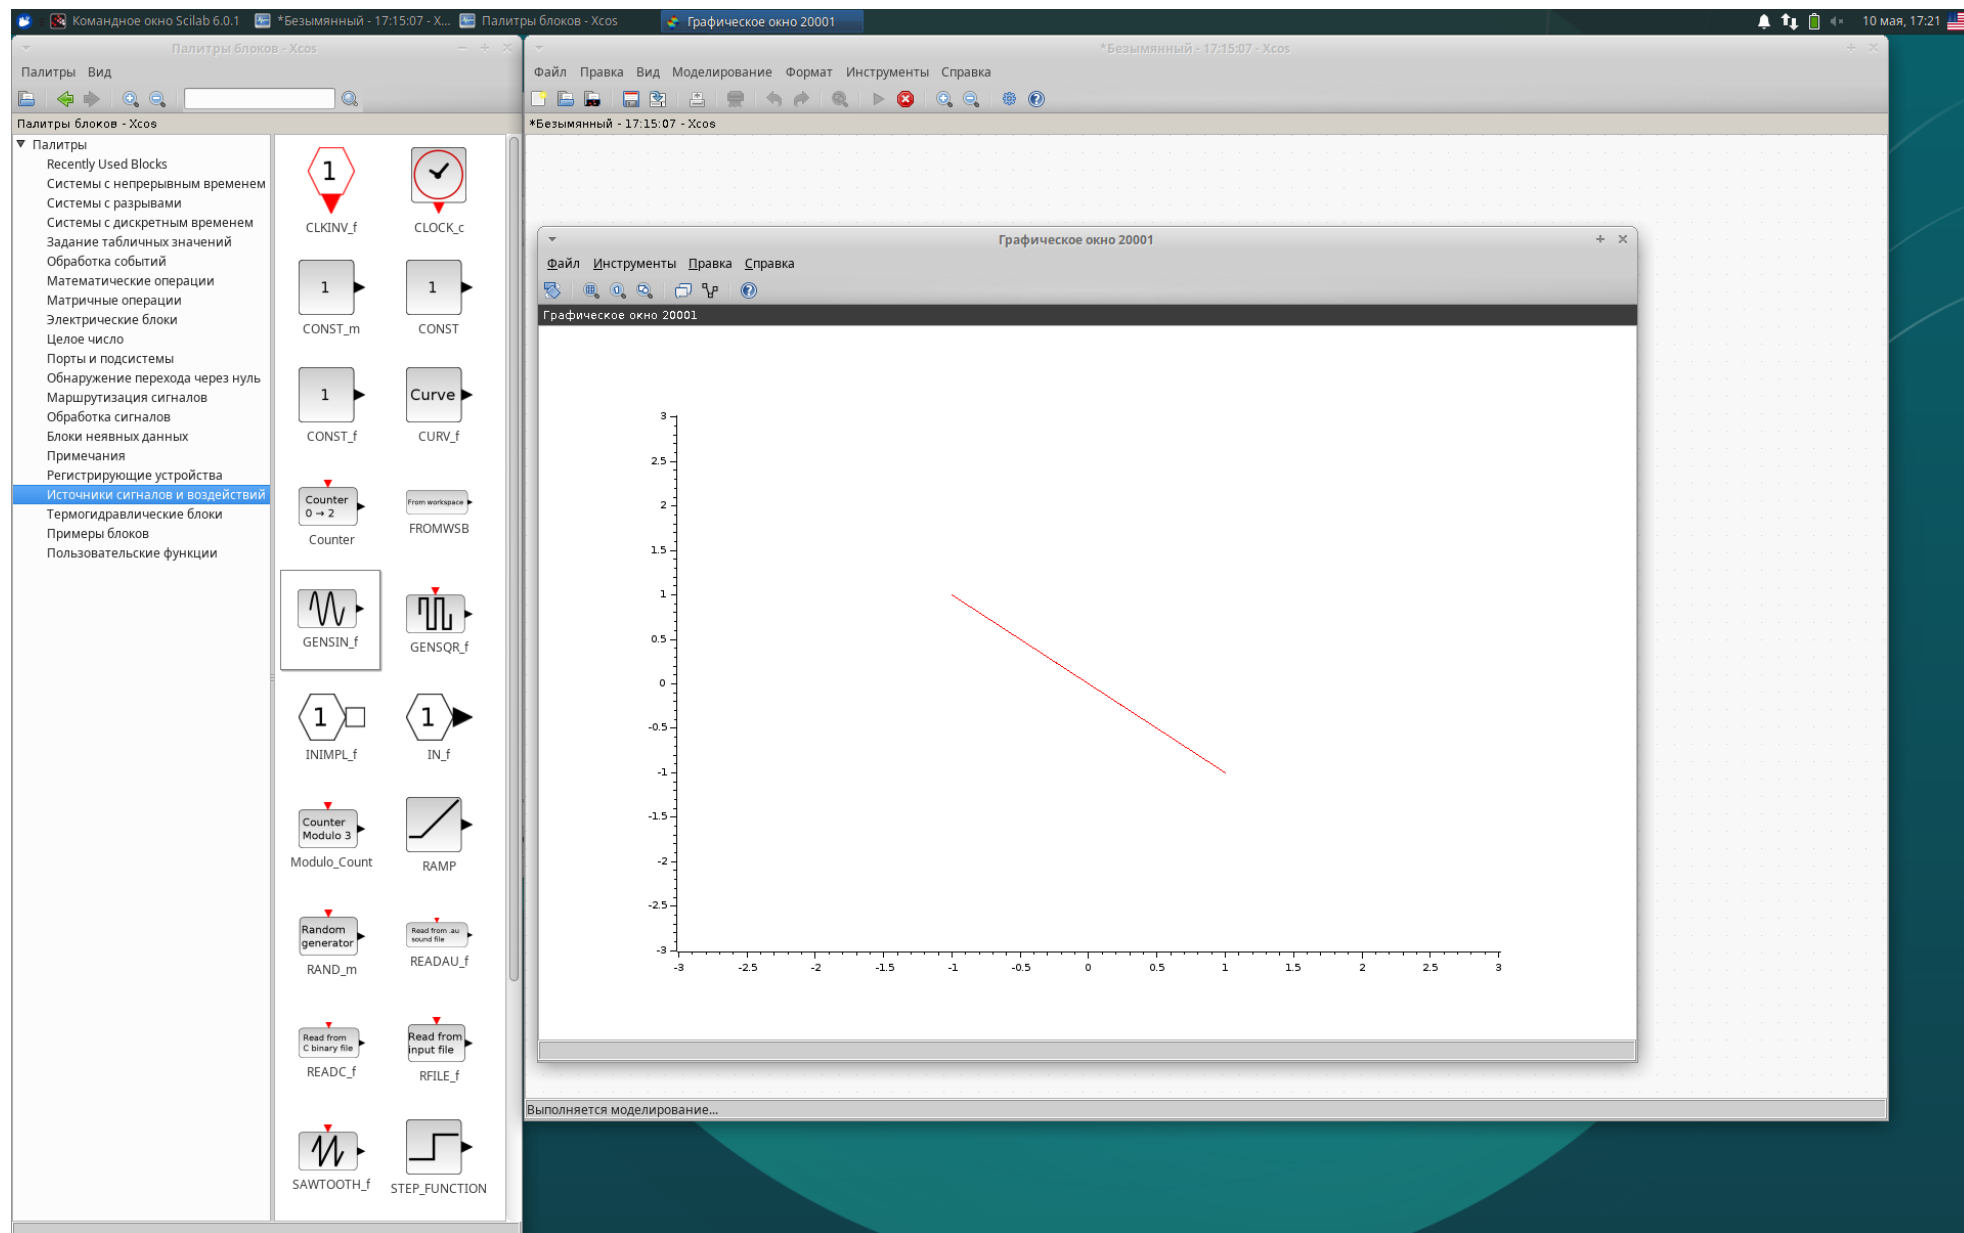 Командное окно Scilab 6.0.1
*Безымянный - 17:15:07 - X...
Палитры блоков - Xcos
Графическое окно 20001
10 мая, 17:21
Палитры блоков - Xcos
Палитры Вид
Палитры блоков - Xcos
Палитры
Recently Used Blocks
Системы с непрерывным временем
Системы с разрывами
Системы с дискретным временем
Задание табличных значений
Обработка событий
Математические операции
Матричные операции
Электрические блоки
Целое число
Порты и подсистемы
Обнаружение перехода через нуль
Маршрутизация сигналов
Обработка сигналов
Блоки неявных данных
Примечания
Регистрирующие устройства
Источники сигналов и воздействий
Термогидравлические блоки
Примеры блоков
Пользовательские функции
1
CLKINV_f
CLOCK_c
1
CONST_m
1
CONST
1
CONST_f
Curve
CURV_f
Counter
0 → 2
Counter
From workspace
FROMWSB
GENSIN_f
GENSQR_f
1
INIMPL_f
1
IN_f
Counter
Modulo 3
Modulo_Count
RAMP
Random
generator
RAND_m
Read from .au
sound file
READAU_f
Read from
C binary file
READC_f
Read from
input file
RFILE_f
SAWTOOTH_f
STEP_FUNCTION
*Безымянный - 17:15:07 - Xcos
Файл Правка Вид Моделирование Формат Инструменты Справка
*Безымянный - 17:15:07 - Xcos
Графическое окно 20001
Файл Инструменты Правка Справка
Графическое окно 20001
3
2.5
2
1.5
1
0.5
0
-0.5
-1
-1.5
-2
-2.5
-3
-3 -2.5 -2 -1.5 -1 -0.5 0 0.5 1 1.5 2 2.5 3
Выполняется моделирование...